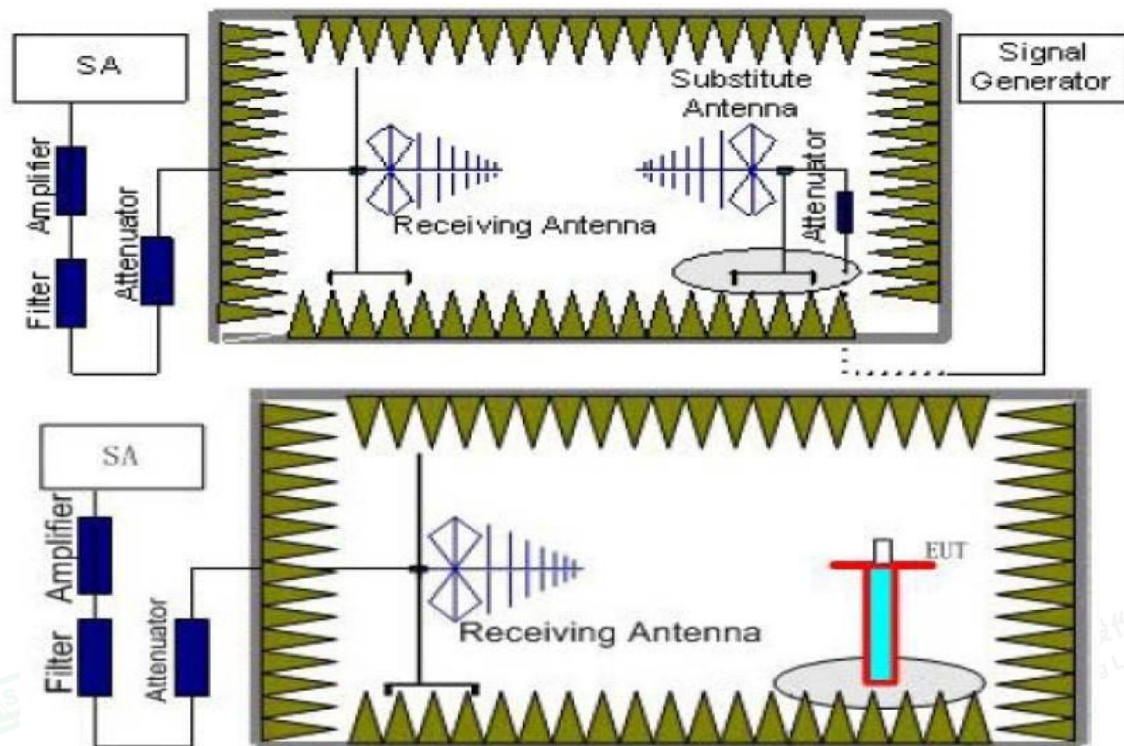 SA
Signal
Generator
Substitute
Antenna
Amplifier
Filter
Attenuator
Receiving Antenna
Attenuator
SA
Amplifier
Filter
Attenuator
Receiving Antenna
EUT